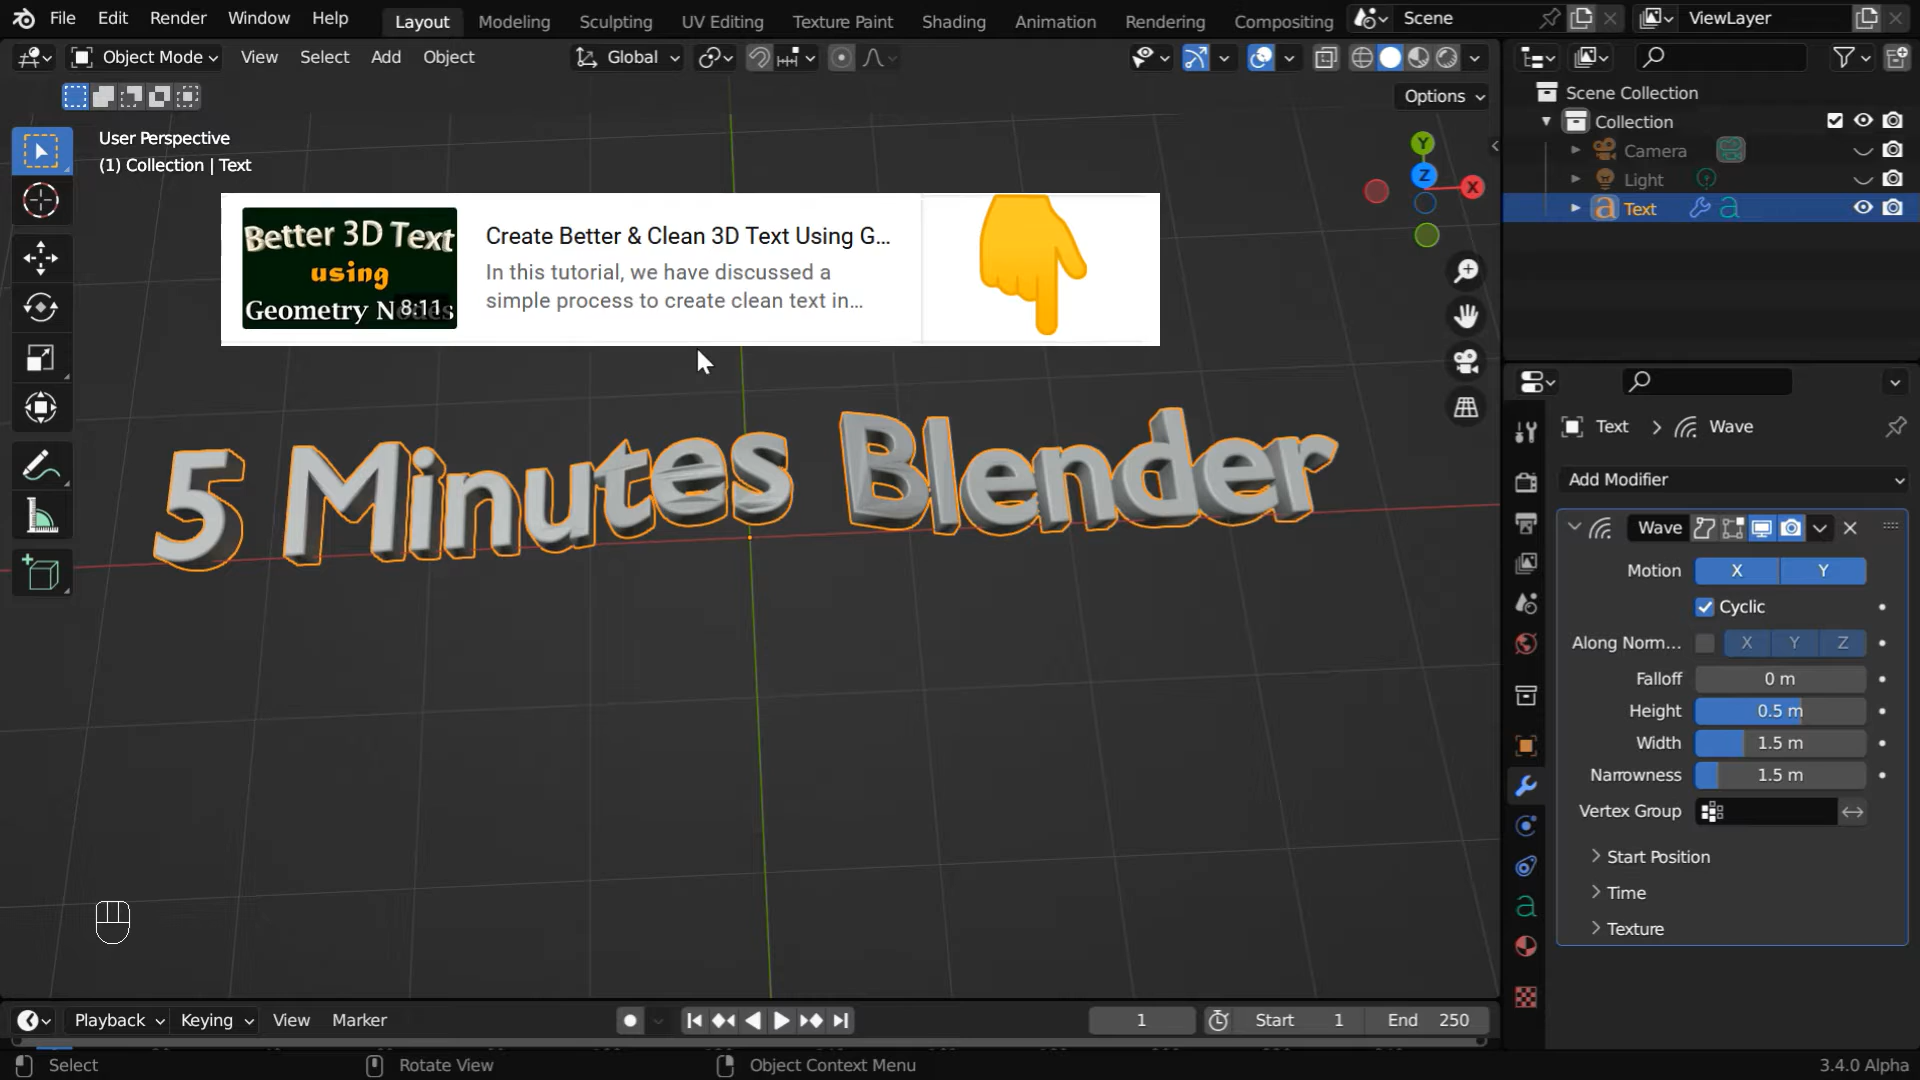 File Edit Render Window Help Layout Modeling Sculpting UV Editing Texture Paint Shading Animation Rendering Compositing Scene ViewLayer
Object Mode View Select Add Object Global
Options
User Perspective
(1) Collection | Text
Scene Collection
Collection
Camera
Light
Text
Y
Z
X
Better 3D Text
using
Geometry Nodes
8:11
Create Better & Clean 3D Text Using G...
In this tutorial, we have discussed a
simple process to create clean text in...
5 Minutes Blender
Text > Wave
Add Modifier
Wave
Motion X Y
Cyclic
Along Norm... X Y Z
Falloff 0 m
Height 0.5 m
Width 1.5 m
Narrowness 1.5 m
Vertex Group
Start Position
Time
Texture
Playback Keying View Marker 1 Start 1 End 250
Select Rotate View Object Context Menu 3.4.0 Alpha